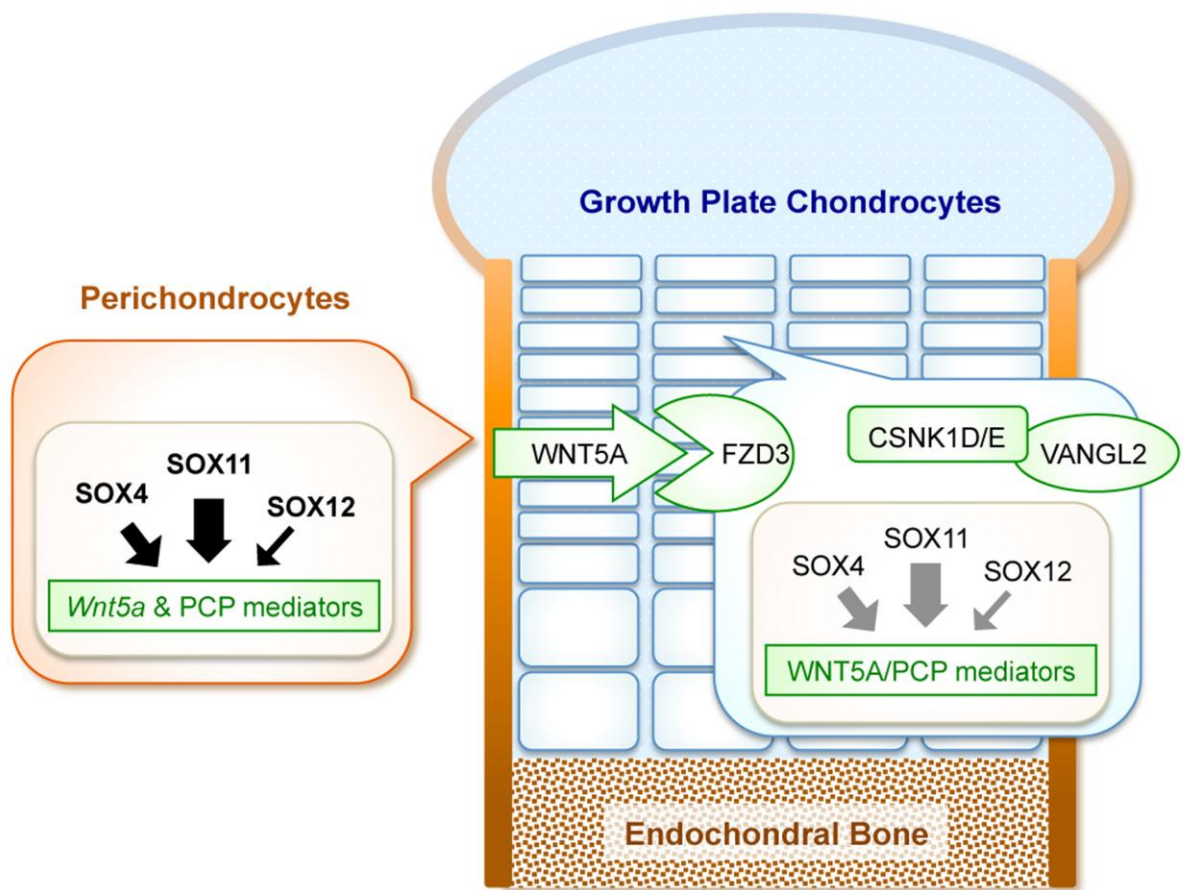 Growth Plate Chondrocytes
Perichondrocytes
SOX4
SOX11
SOX12
Wnt5a & PCP mediators
WNT5A
FZD3
CSNK1D/E
VANGL2
SOX4
SOX11
SOX12
WNT5A/PCP mediators
Endochondral Bone